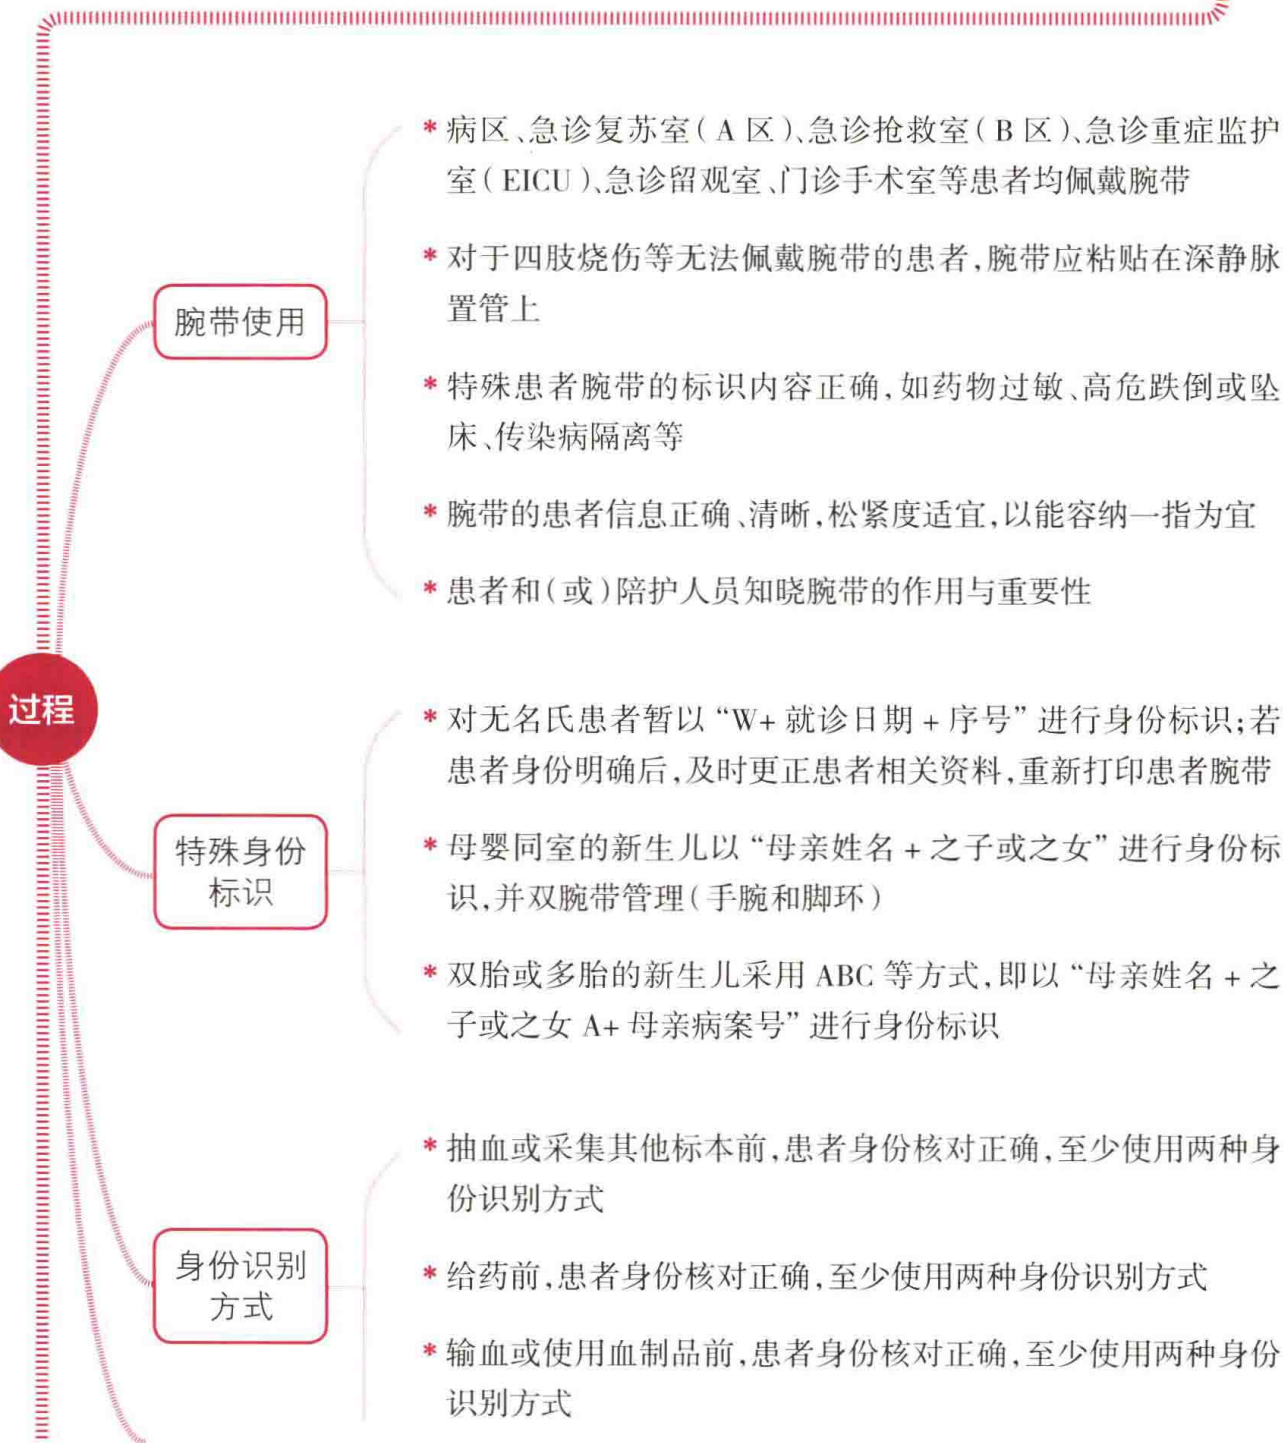 * 病区、急诊复苏室(A区)、急诊抢救室(B区)、急诊重症监护
室(EICU)、急诊留观室、门诊手术室等患者均佩戴腕带
* 对于四肢烧伤等无法佩戴腕带的患者,腕带应粘贴在深静脉
置管上
腕带使用
* 特殊患者腕带的标识内容正确,如药物过敏、高危跌倒或坠
床、传染病隔离等
* 腕带的患者信息正确、清晰,松紧度适宜,以能容纳一指为宜
* 患者和(或)陪护人员知晓腕带的作用与重要性
过程
* 对无名氏患者暂以“W+就诊日期+序号”进行身份标识;若
患者身份明确后,及时更正患者相关资料,重新打印患者腕带
特殊身份
标识
* 母婴同室的新生儿以“母亲姓名+之子或之女”进行身份标
识,并双腕带管理(手腕和脚环)
* 双胎或多胎的新生儿采用ABC等方式,即以“母亲姓名+之
子或之女A+母亲病案号”进行身份标识
* 抽血或采集其他标本前,患者身份核对正确,至少使用两种身
份识别方式
身份识别
方式
* 给药前,患者身份核对正确,至少使用两种身份识别方式
* 输血或使用血制品前,患者身份核对正确,至少使用两种身份
识别方式